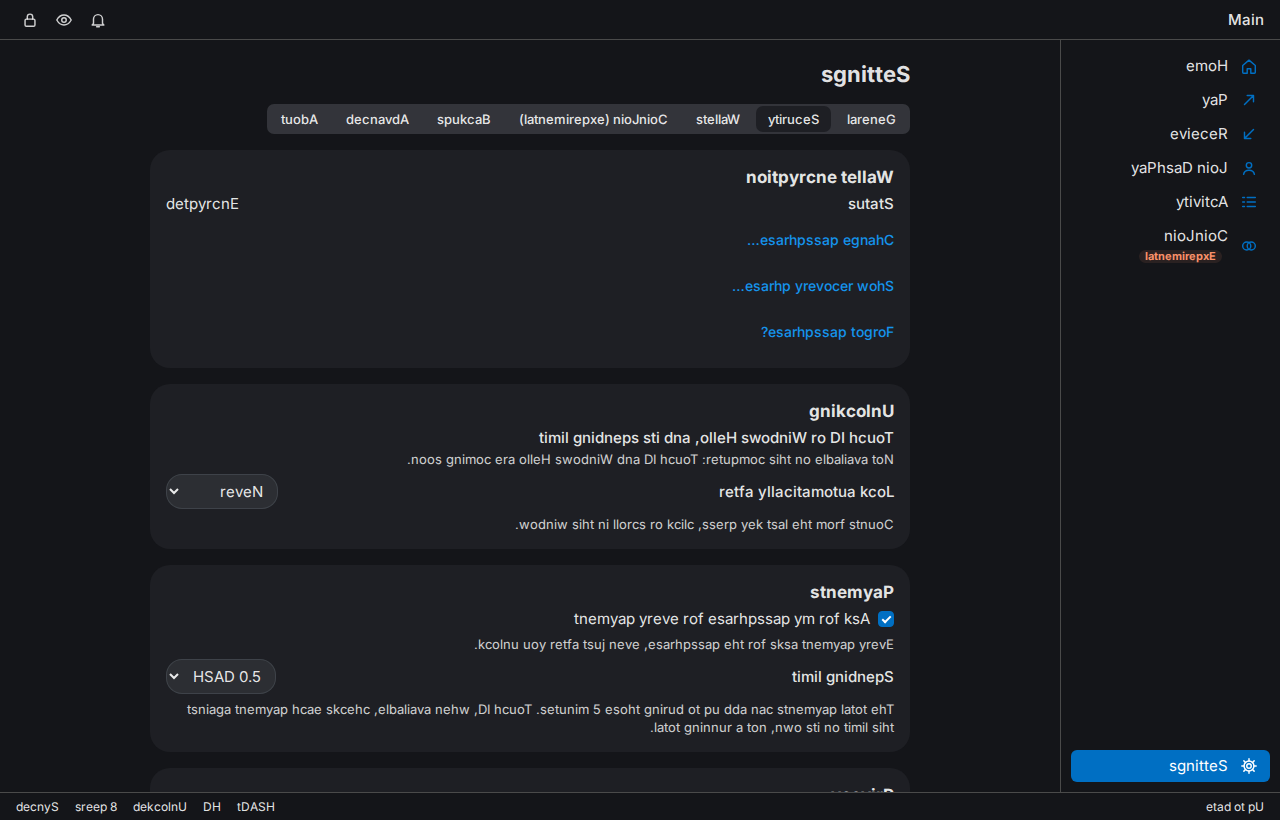 Main
emoH
yaP
evieceR
yaPhsaD nioJ
ytivitcA
nioJnioC
latnemirepxE
sgnitteS
sgnitteS
lareneG
ytiruceS
stellaW
(latnemirepxe) nioJnioC
spukcaB
decnavdA
tuobA
noitpyrcne tellaW
sutatS
detpyrcnE
...esarhpssap egnahC
...esarhp yrevocer wohS
?esarhpssap togroF
gnikcolnU
timil gnidneps sti dna ,olleH swodniW ro DI hcuoT
.noos gnimoc era olleH swodniW dna DI hcuoT :retupmoc siht no elbaliava toN
yllacitamotua kcoL retfa
reveN
.wodniw siht ni llorcs ro kcilc ,sserp yek tsal eht morf stnuoC
stnemyaP
tnemyap yreve rof esarhpssap ym rof ksA
.kcolnu uoy retfa tsuj neve ,esarhpssap eht rof sksa tnemyap yrevE
timil gnidnepS
HSAD 0.5
tsniaga tnemyap hcae skcehc ,elbaliava nehw ,DI hcuoT .setunim 5 esoht gnirud ot pu dda nac stnemyap latot ehT
.latot gninnur a ton ,nwo sti no timil siht
etad ot pU
tDASH
DH
dekcolnU
sreep 8
decnyS